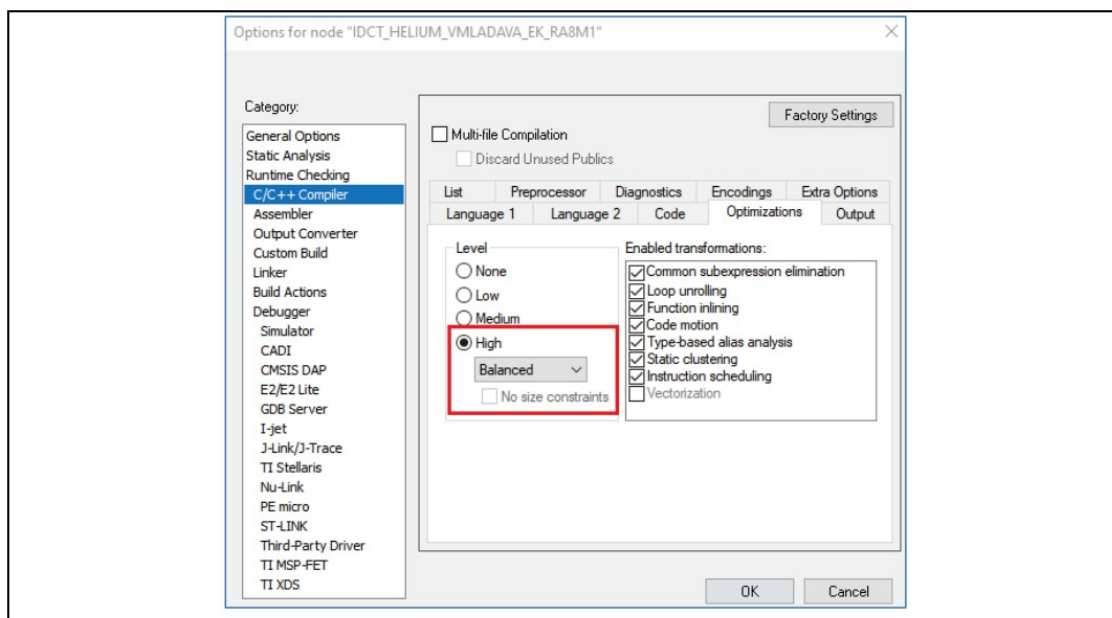 Options for node "IDCT_HELIUM_VMLADAVA_EK_RA8M1"
Category:
General Options
Static Analysis
Runtime Checking
C/C++ Compiler
Assembler
Output Converter
Custom Build
Linker
Build Actions
Debugger
Simulator
CADI
CMSIS DAP
E2/E2 Lite
GDB Server
I-jet
J-Link/J-Trace
TI Stellaris
Nu-Link
PE micro
ST-LINK
Third-Party Driver
TI MSP-FET
TI XDS
Factory Settings
Multi-file Compilation
Discard Unused Publics
List Preprocessor Diagnostics Encodings Extra Options
Language 1 Language 2 Code Optimizations Output
Level
None
Low
Medium
High
Balanced
No size constraints
Enabled transformations:
Common subexpression elimination
Loop unrolling
Function inlining
Code motion
Type-based alias analysis
Static clustering
Instruction scheduling
Vectorization
OK Cancel